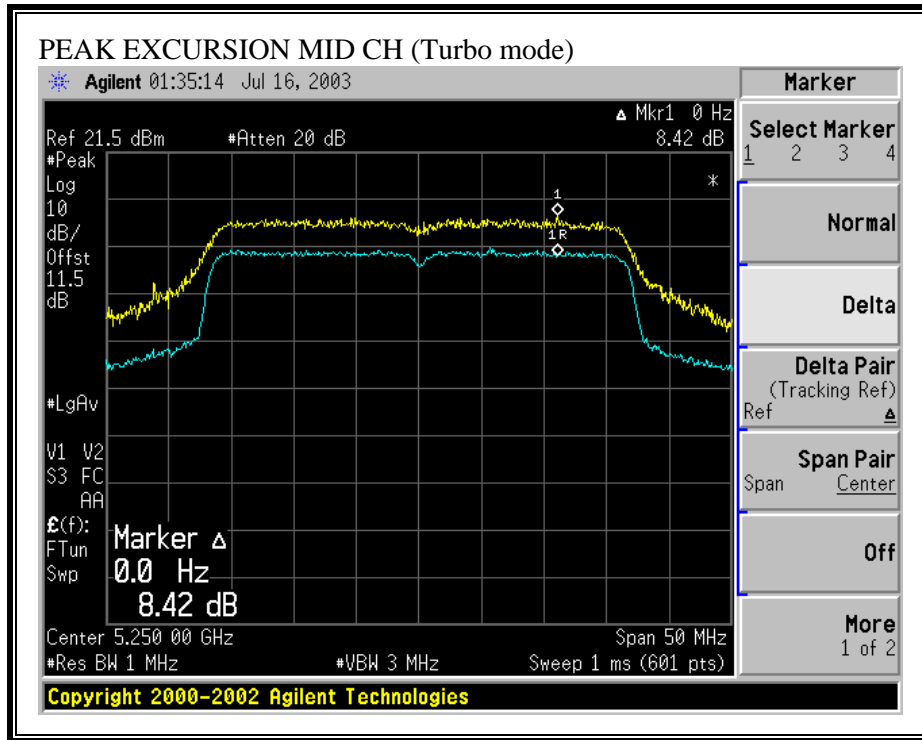 PEAK EXCURSION MID CH (Turbo mode)
Agilent 01:35:14 Jul 16, 2003
Marker
Δ Mkr1 0 Hz
Ref 21.5 dBm #Atten 20 dB 8.42 dB
#Peak
Log
10
dB/
Offst
11.5
dB
*
1
1R
#LgAv
V1 V2
S3 FC
AA
£(f):
FTun
Swp
Marker Δ
0.0 Hz
8.42 dB
Center 5.250 00 GHz Span 50 MHz
#Res BW 1 MHz #VBW 3 MHz Sweep 1 ms (601 pts)
Copyright 2000-2002 Agilent Technologies
Select Marker
1 2 3 4
Normal
Delta
Delta Pair
(Tracking Ref)
Ref Δ
Span Pair
Span Center
Off
More
1 of 2